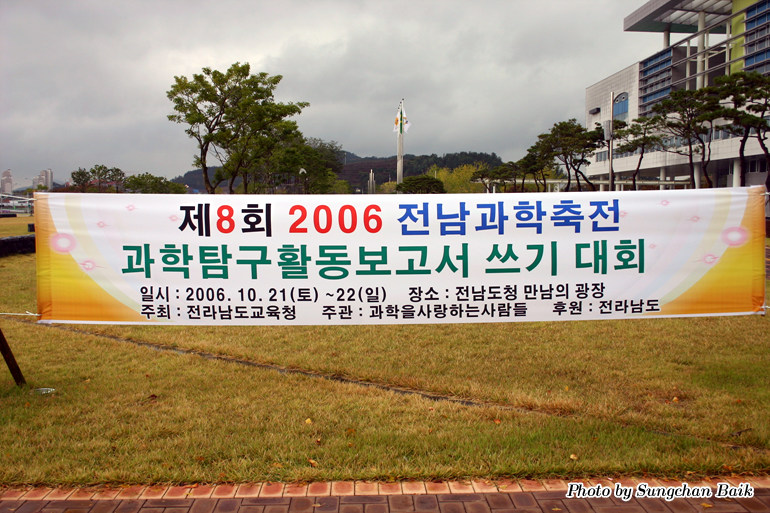 제8회 2006 전남과학축전
과학탐구활동보고서 쓰기 대회
일시 : 2006. 10. 21(토) ~22(일) 장소 : 전남도청 만남의 광장
주최 : 전라남도교육청 주관 : 과학을사랑하는사람들 후원 : 전라남도
Photo by Sungchan Baik